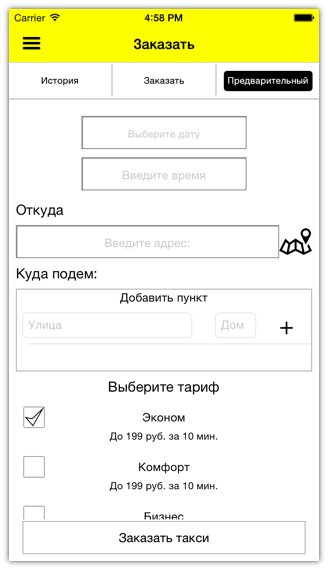 Carrier 4:58 PM
Заказать
История Заказать Предварительный
Выберите дату
Введите время
Откуда
Введите адрес:
Куда подем:
Добавить пункт
Улица Дом +
Выберите тариф
Эконом
До 199 руб. за 10 мин.
Комфорт
До 199 руб. за 10 мин.
Бизнес
Заказать такси